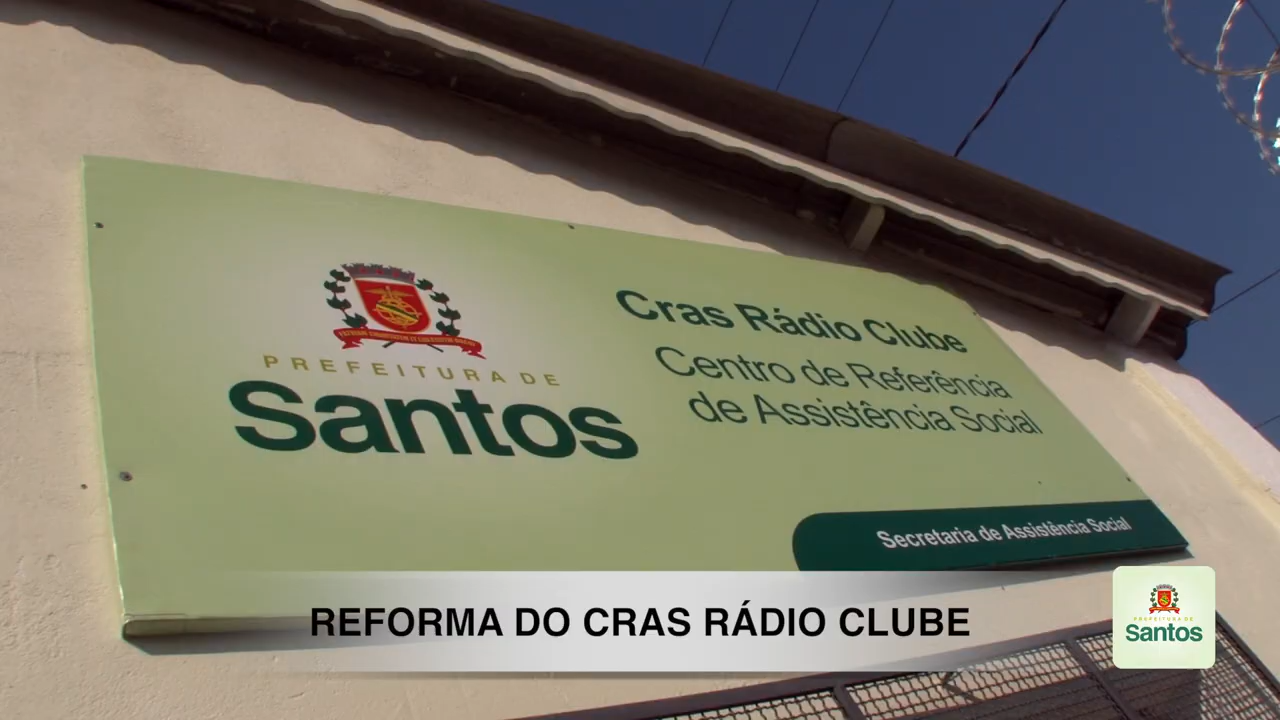 PREFEITURA DE
Santos
Cras Rádio Clube
Centro de Referência
de Assistência Social
Secretaria de Assistência Social
REFORMA DO CRAS RÁDIO CLUBE
PREFEITURA DE
Santos